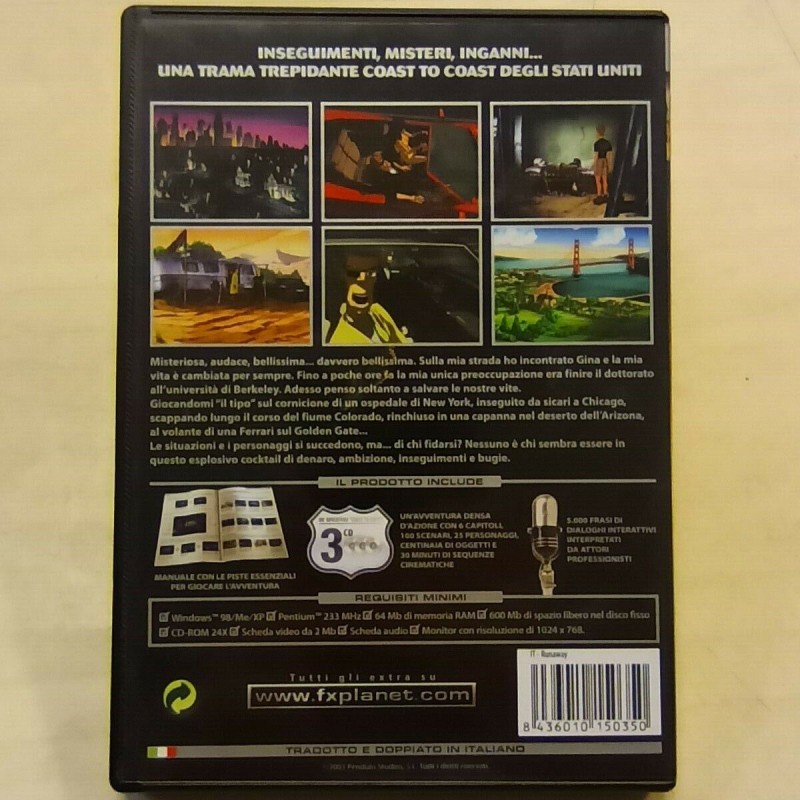 INSEGUIMENTI, MISTERI, INGANNI...
UNA TRAMA TREPIDANTE COAST TO COAST DEGLI STATI UNITI
Misteriosa, audace, bellissima... davvero bellissima. Sulla mia strada ho incontrato Gina e la mia
vita è cambiata per sempre. Fino a poche ore fa la mia unica preoccupazione era finire il dottorato
all'università di Berkeley. Adesso penso soltanto a salvare le nostre vite.
Giocandomi "il tipo" sul cornicione di un ospedale di New York, inseguito da sicari a Chicago,
scappando lungo il corso del fiume Colorado, rinchiuso in una capanna nel deserto dell'Arizona,
al volante di una Ferrari sul Golden Gate...
Le situazioni e i personaggi si succedono, ma... di chi fidarsi? Nessuno è chi sembra essere in
questo esplosivo cocktail di denaro, ambizione, inseguimenti e bugie.
IL PRODOTTO INCLUDE
3 CD
UN'AVVENTURA DENSA
D'AZIONE CON 6 CAPITOLI,
100 SCENARI, 25 PERSONAGGI,
CENTINAIA DI OGGETTI E
30 MINUTI DI SEQUENZE
CINEMATICHE
5.000 FRASI DI
DIALOGHI INTERATTIVI
INTERPRETATI
DA ATTORI
PROFESSIONISTI
MANUALE CON LE PISTE ESSENZIALI
PER GIOCARE L'AVVENTURA
REQUISITI MINIMI
Windows™ 98/Me/XP Pentium™ 233 MHz 64 Mb di memoria RAM 600 Mb di spazio libero nel disco fisso
CD-ROM 24X Scheda video da 2 Mb Scheda audio Monitor con risoluzione di 1024 x 768.
IT - Runaway
Tutti gli extra su
www.fxplanet.com
8 436010 150350
TRADOTTO E DOPPIATO IN ITALIANO
©2001 Pendulo Studios, S.L. Tutti i diritti riservati.